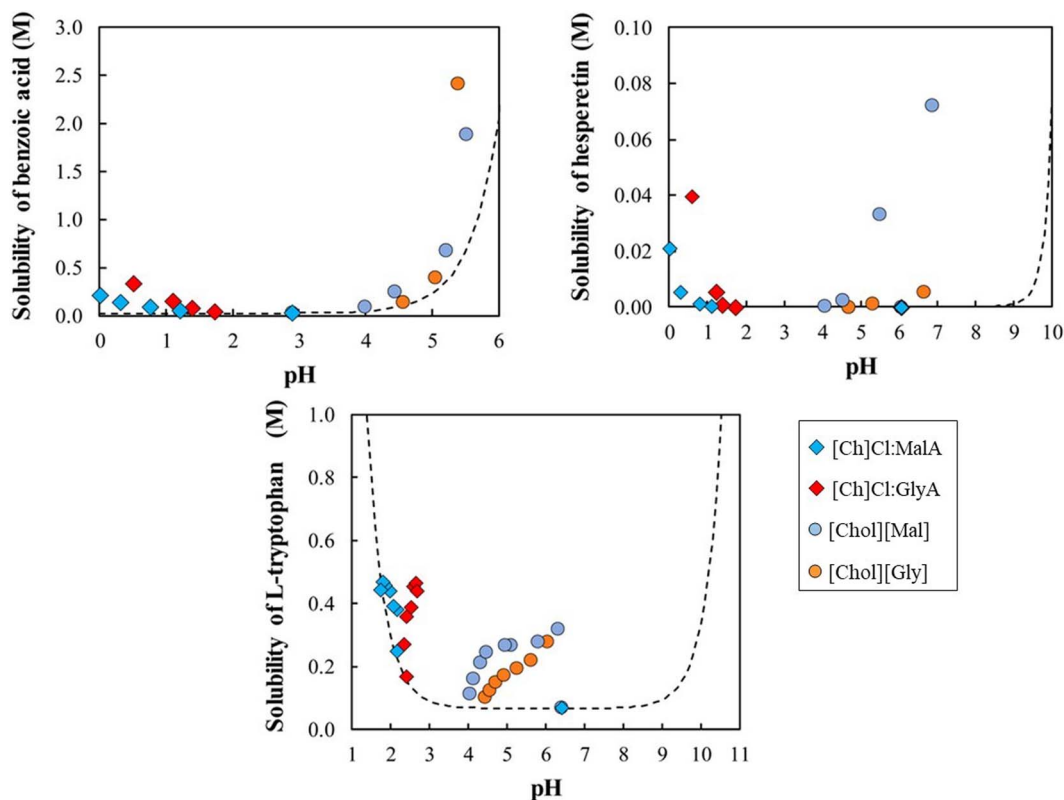 Solubility of benzoic acid (M)
3.0
2.5
2.0
1.5
1.0
0.5
0.0
0 1 2 3 4 5 6
pH
Solubility of hesperetin (M)
0.10
0.08
0.06
0.04
0.02
0.00
0 1 2 3 4 5 6 7 8 9 10
pH
Solubility of L-tryptophan (M)
1.0
0.8
0.6
0.4
0.2
0.0
1 2 3 4 5 6 7 8 9 10 11
pH
[Ch]Cl:MalA
[Ch]Cl:GlyA
[Chol][Mal]
[Chol][Gly]